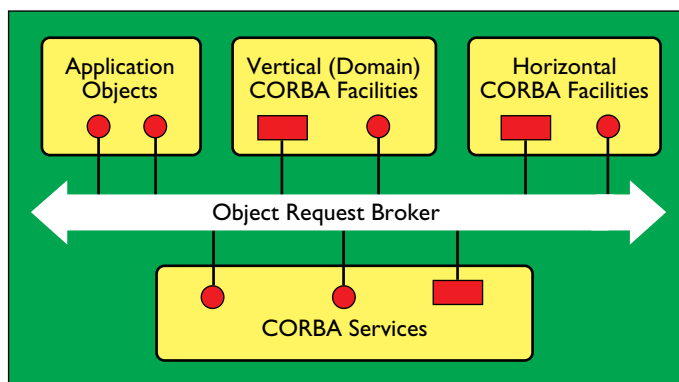 Application
Objects
Vertical (Domain)
CORBA Facilities
Horizontal
CORBA Facilities
Object Request Broker
CORBA Services